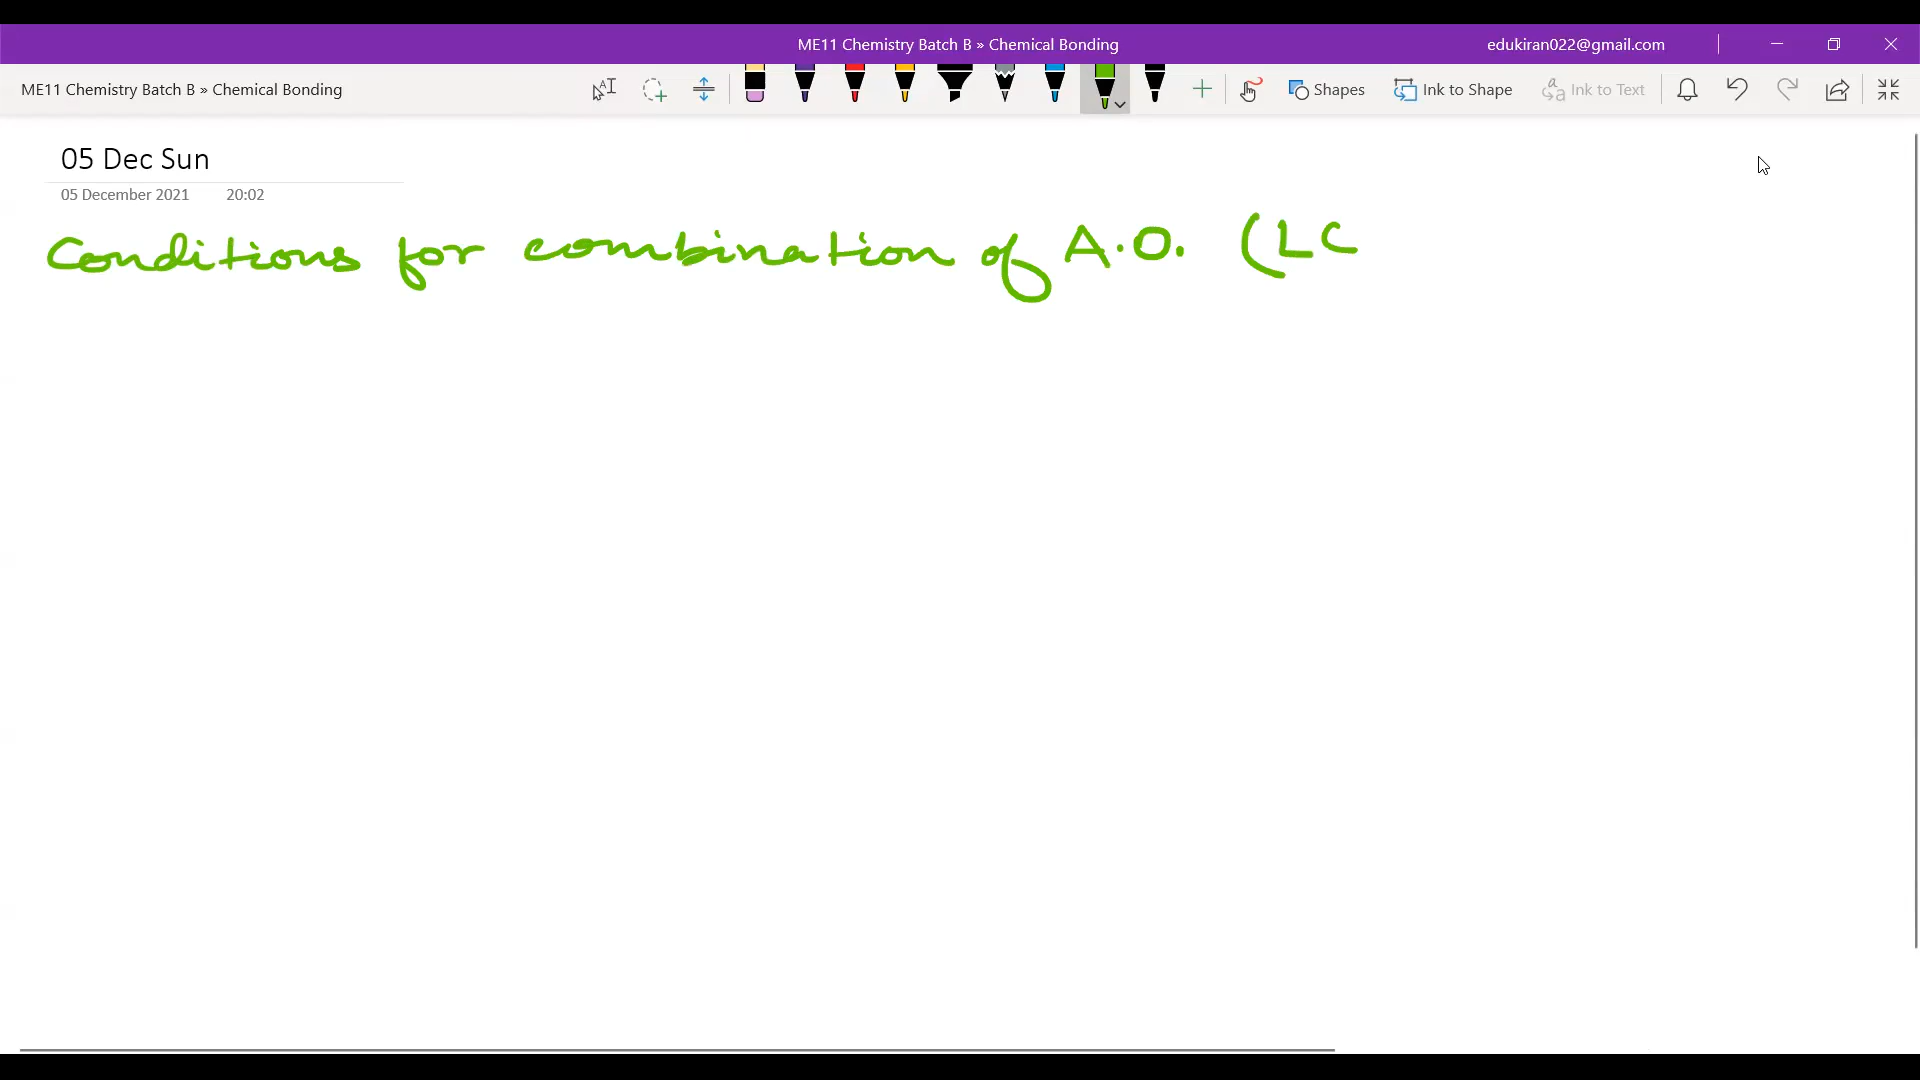 ME11 Chemistry Batch B » Chemical Bonding
edukiran022@gmail.com
ME11 Chemistry Batch B » Chemical Bonding
Shapes
Ink to Shape
Ink to Text
05 Dec Sun
05 December 2021 20:02
Conditions for combination of A.O. (LC